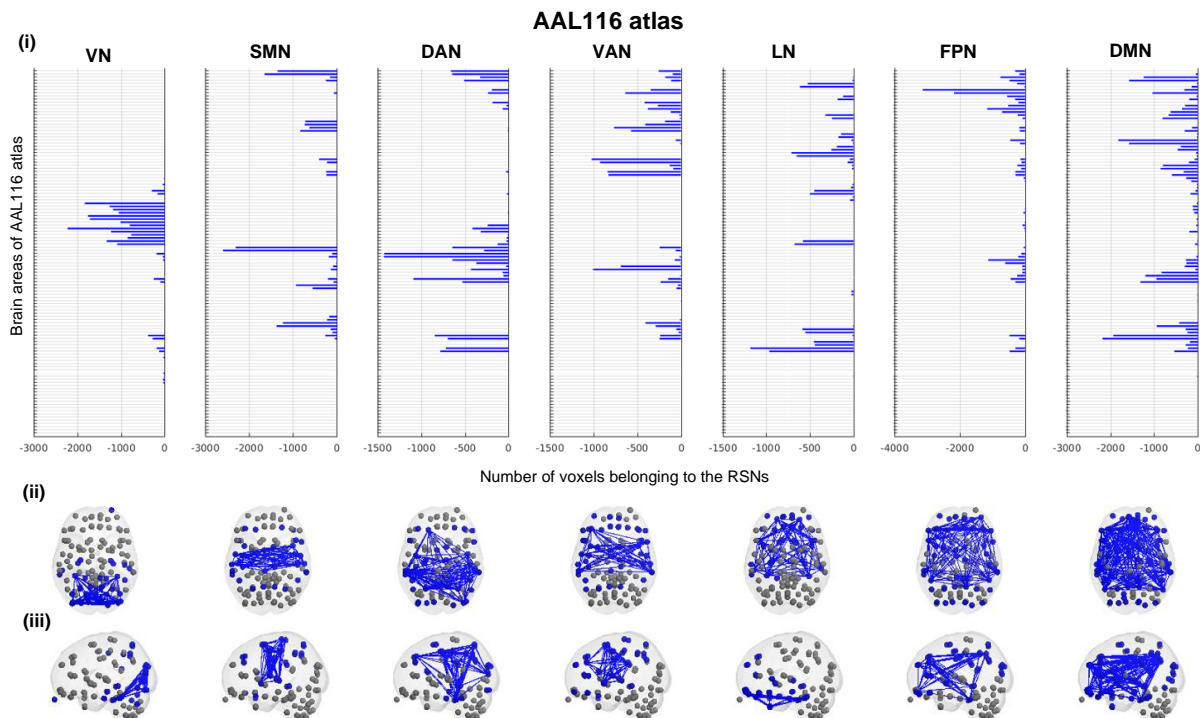 AAL116 atlas
(i)
VN SMN DAN VAN LN FPN DMN
Brain areas of AAL116 atlas
-3000 -2000 -1000 0 -3000 -2000 -1000 0 -1500 -1000 -500 0 -1500 -1000 -500 0 -1500 -1000 -500 0 -4000 -2000 0 -3000 -2000 -1000 0
Number of voxels belonging to the RSNs
(ii)
(iii)